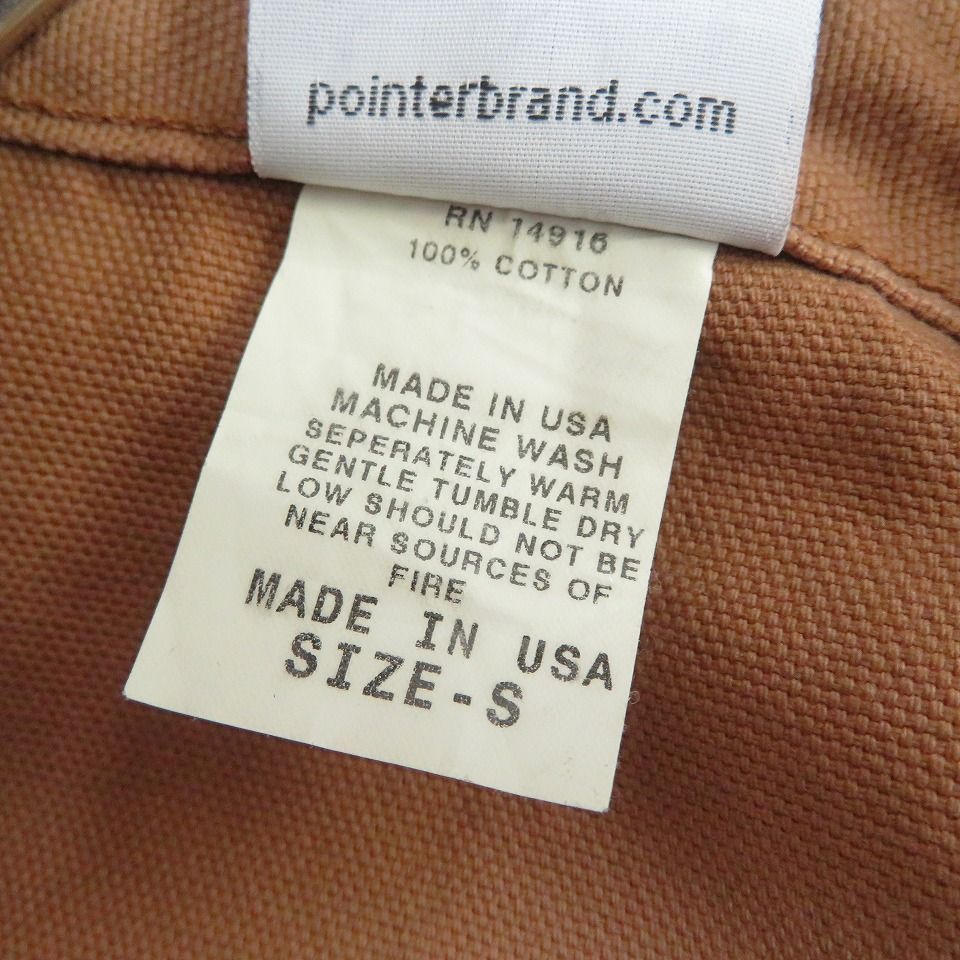 pointerbrand.com
RN 14916
100% COTTON
MADE IN USA
MACHINE WASH
SEPERATELY WARM
GENTLE TUMBLE DRY
LOW SHOULD NOT BE
NEAR SOURCES OF
FIRE
MADE IN USA
SIZE-S